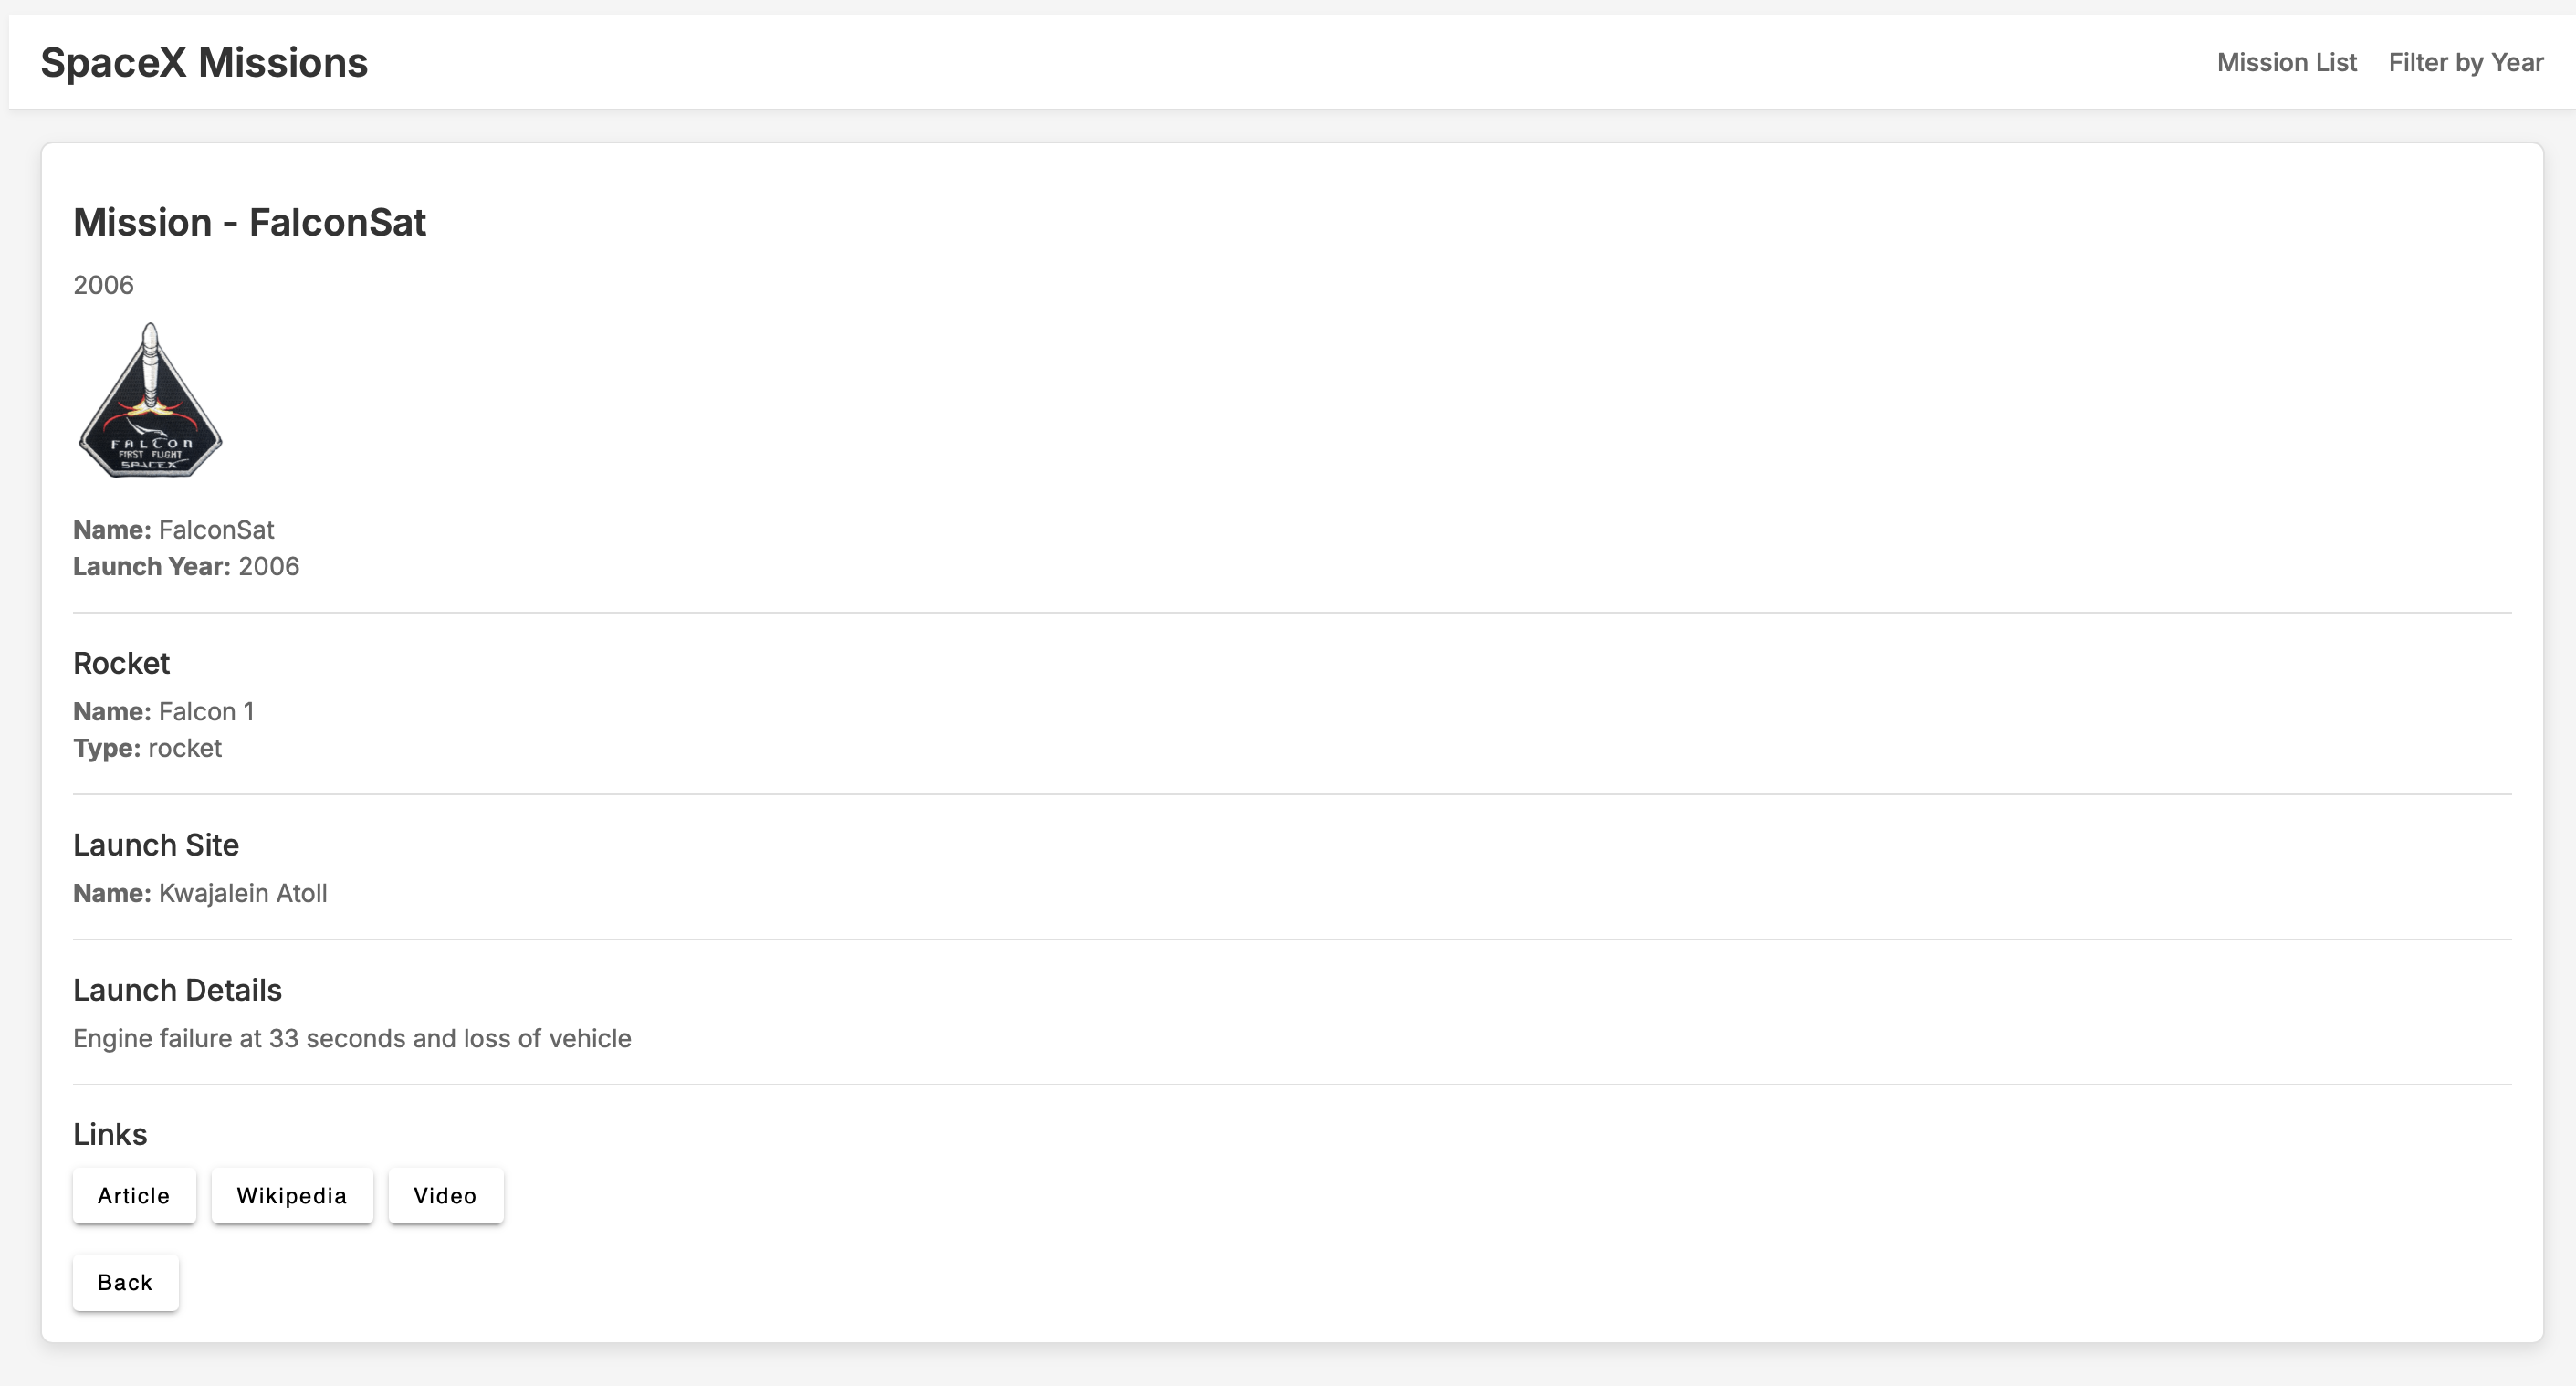 SpaceX Missions
Mission List Filter by Year
Mission - FalconSat
2006
FALCON
FIRST FLIGHT
SPACEX
Name: FalconSat
Launch Year: 2006
Rocket
Name: Falcon 1
Type: rocket
Launch Site
Name: Kwajalein Atoll
Launch Details
Engine failure at 33 seconds and loss of vehicle
Links
Article Wikipedia Video
Back